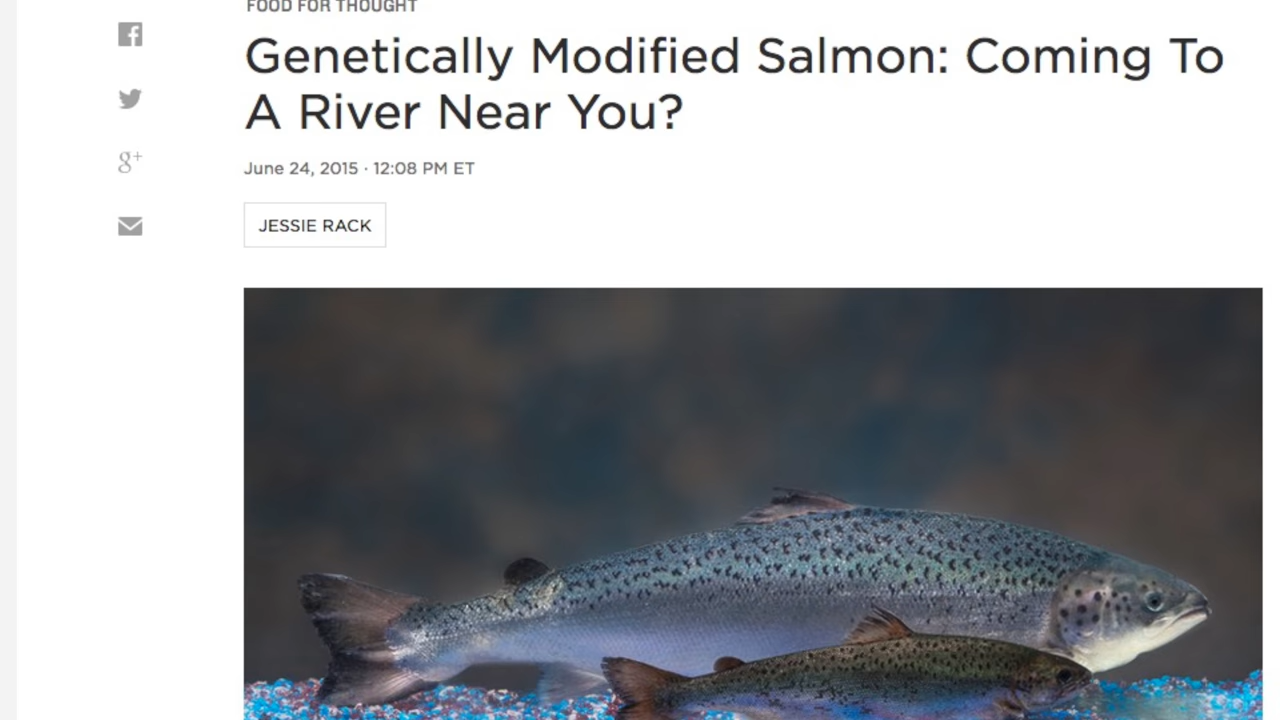 FOOD FOR THOUGHT
Genetically Modified Salmon: Coming To
A River Near You?
June 24, 2015 · 12:08 PM ET
JESSIE RACK
g+